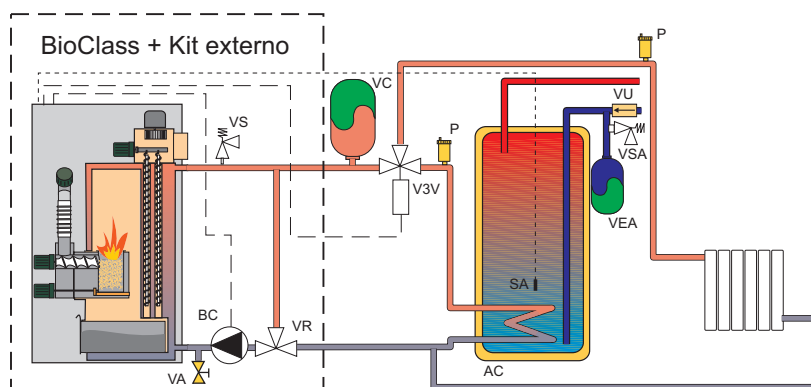 BioClass + Kit externo
P
VC
VU
VS
P
VSA
V3V
VEA
SA
BC
VR
VA
AC